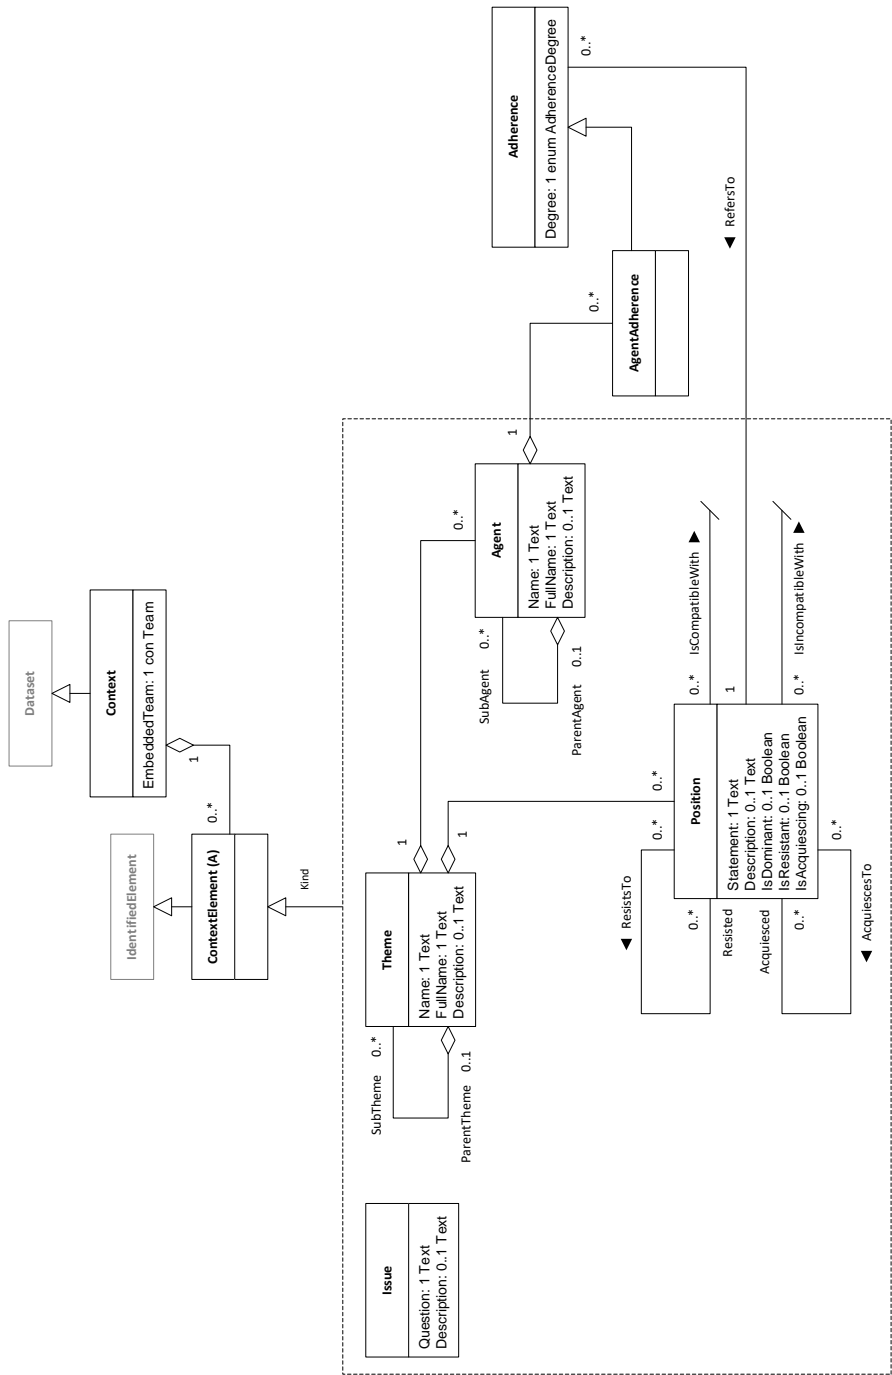 Dataset
Context
EmbeddedTeam: 1 con Team
1
0..*
IdentifiedElement
ContextElement (A)
Kind
Issue
Question: 1 Text
Description: 0..1 Text
Theme
Name: 1 Text
FullName: 1 Text
Description: 0..1 Text
SubTheme
0..*
ParentTheme
0..1
1
1
0..*
0..*
Agent
Name: 1 Text
FullName: 1 Text
Description: 0..1 Text
SubAgent
0..*
ParentAgent
0..1
1
0..*
AgentAdherence
Adherence
Degree: 1 enum AdherenceDegree
0..*
◀ RefersTo
1
Position
Statement: 1 Text
Description: 0..1 Text
IsDominant: 0..1 Boolean
IsResistant: 0..1 Boolean
IsAcquiescing: 0..1 Boolean
◀ ResistsTo
0..*
0..*
Resisted
Acquiesced
0..*
0..*
◀ AcquiescesTo
0..*
IsCompatibleWith ▶
0..*
IsIncompatibleWith ▶